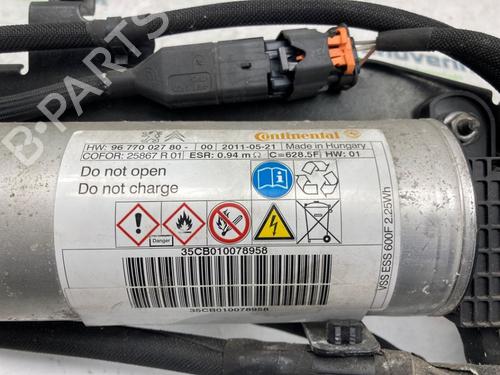 B-PARTS
HW: 96 770 027 80- 00 2011-05-21 Continental
Made in Hungary
COFOR: 25867 R 01 ESR: 0.94 mΩ C=628.5F HW: 01
Do not open
Do not charge
Danger
35CB010078958
35CB010078958
VSS ESS 600F 2.25Wh